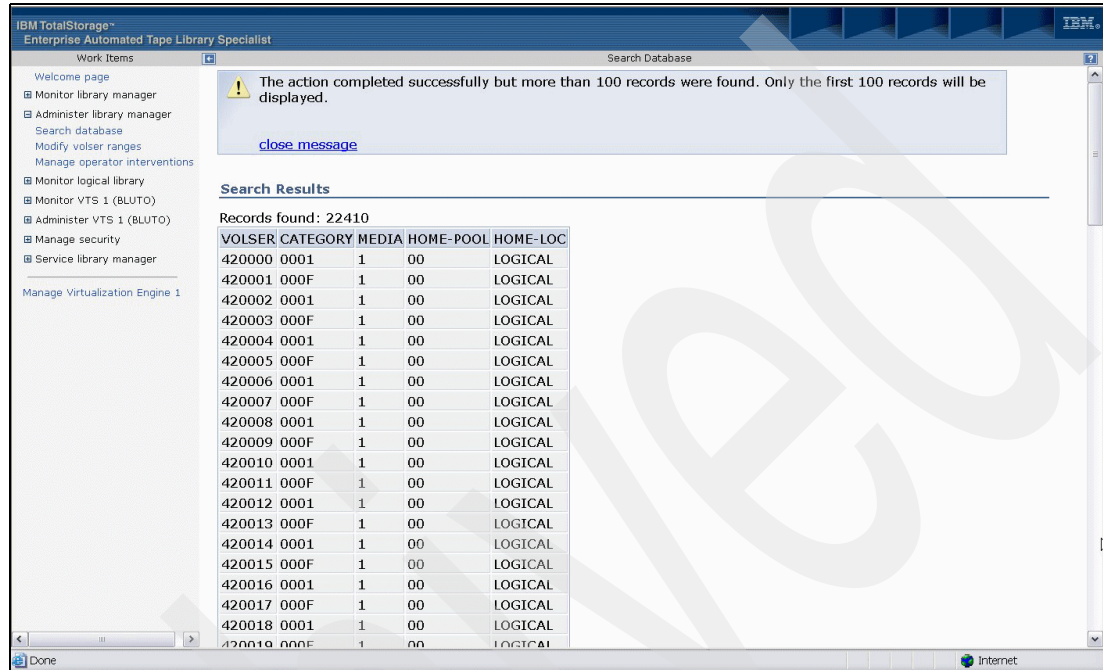 IBM TotalStorage™
Enterprise Automated Tape Library Specialist
IBM.
Work Items
Search Database
Welcome page
Monitor library manager
Administer library manager
Search database
Modify volser ranges
Manage operator interventions
Monitor logical library
Monitor VTS 1 (BLUTO)
Administer VTS 1 (BLUTO)
Manage security
Service library manager
Manage Virtualization Engine 1
The action completed successfully but more than 100 records were found. Only the first 100 records will be
displayed.
close message
Search Results
Records found: 22410
VOLSER CATEGORY MEDIA HOME-POOL HOME-LOC
420000 0001 1 00 LOGICAL
420001 000F 1 00 LOGICAL
420002 0001 1 00 LOGICAL
420003 000F 1 00 LOGICAL
420004 0001 1 00 LOGICAL
420005 000F 1 00 LOGICAL
420006 0001 1 00 LOGICAL
420007 000F 1 00 LOGICAL
420008 0001 1 00 LOGICAL
420009 000F 1 00 LOGICAL
420010 0001 1 00 LOGICAL
420011 000F 1 00 LOGICAL
420012 0001 1 00 LOGICAL
420013 000F 1 00 LOGICAL
420014 0001 1 00 LOGICAL
420015 000F 1 00 LOGICAL
420016 0001 1 00 LOGICAL
420017 000F 1 00 LOGICAL
420018 0001 1 00 LOGICAL
420019 000F 1 00 LOGICAL
Done
Internet